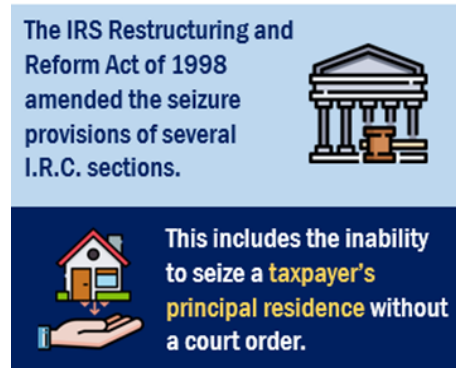 The IRS Restructuring and
Reform Act of 1998
amended the seizure
provisions of several
I.R.C. sections.
This includes the inability
to seize a taxpayer's
principal residence without
a court order.